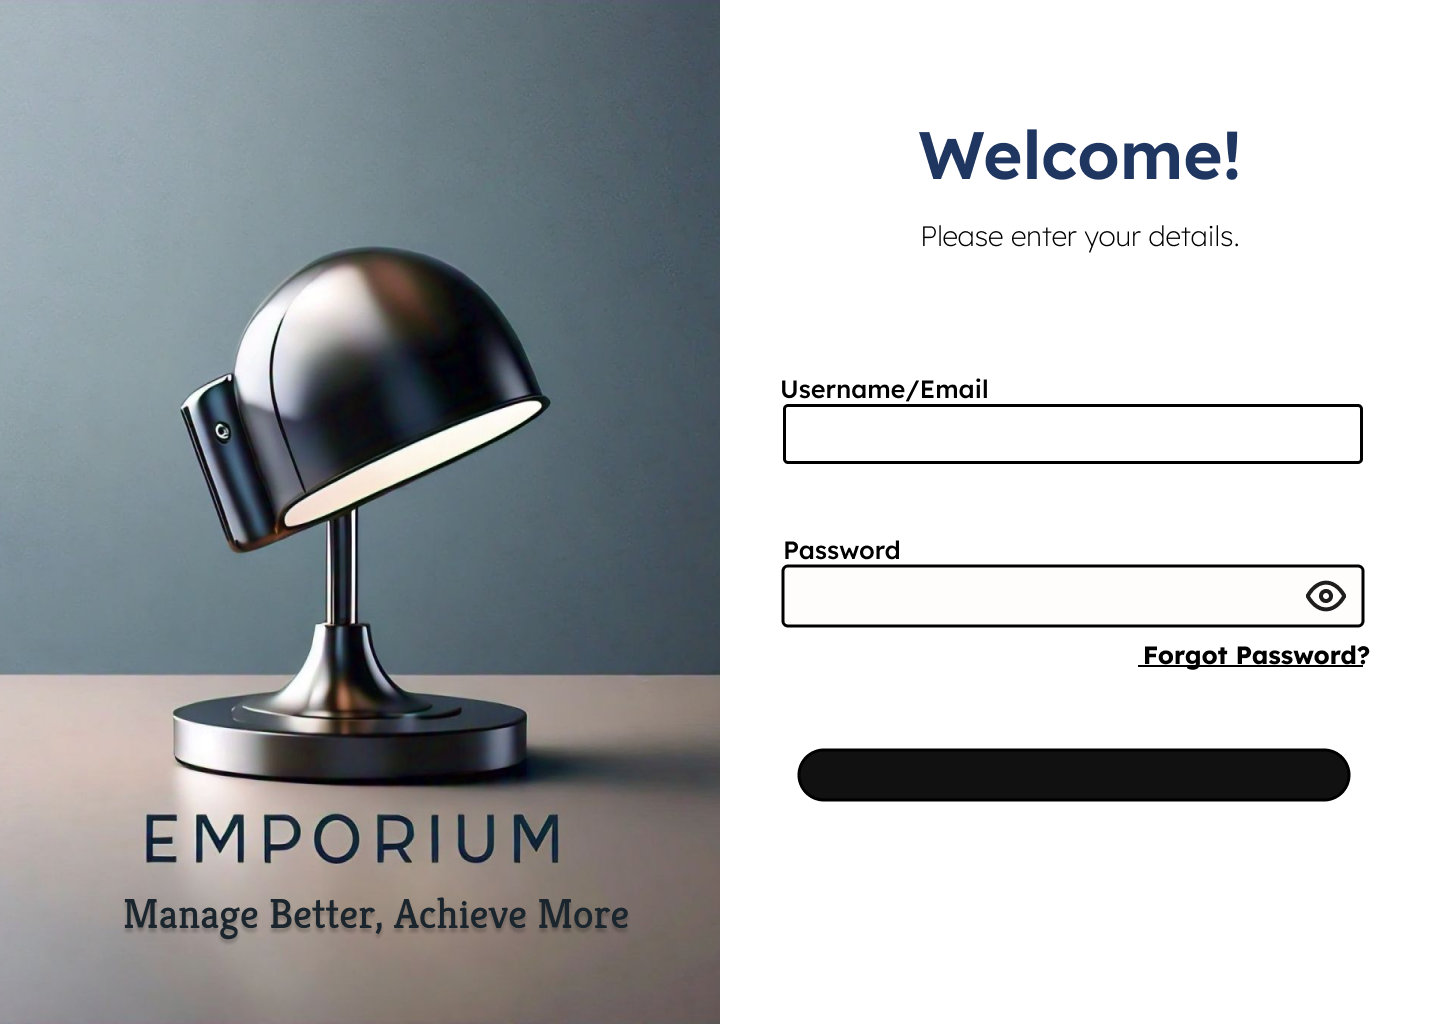 EMPORIUM
Manage Better, Achieve More
Welcome!
Please enter your details.
Username/Email
Password
Forgot Password?